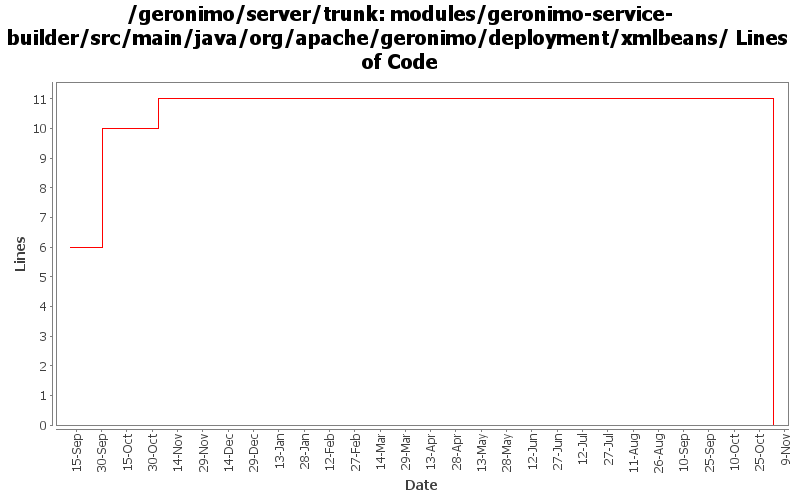 /geronimo/server/trunk: modules/geronimo-service-
builder/src/main/java/org/apache/geronimo/deployment/xmlbeans/ Lines
of Code
Lines
11
10
9
8
7
6
5
4
3
2
1
0
15-Sep
30-Sep
15-Oct
30-Oct
14-Nov
29-Nov
14-Dec
29-Dec
13-Jan
28-Jan
12-Feb
27-Feb
14-Mar
29-Mar
13-Apr
28-Apr
13-May
28-May
12-Jun
27-Jun
12-Jul
27-Jul
11-Aug
26-Aug
10-Sep
25-Sep
10-Oct
25-Oct
9-Nov
Date